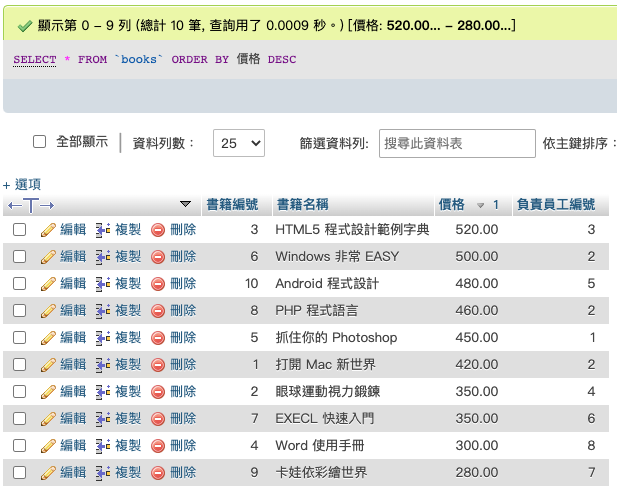 顯示第 0 - 9 列 (總計 10 筆, 查詢用了 0.0009 秒。) [價格: 520.00... - 280.00...]
SELECT * FROM `books` ORDER BY 價格 DESC
全部顯示 資料列數： 25 篩選資料列: 搜尋此資料表 依主鍵排序：
+ 選項
←T→ 書籍編號 書籍名稱 價格 1 負責員工編號
編輯 複製 刪除 3 HTML5 程式設計範例字典 520.00 3
編輯 複製 刪除 6 Windows 非常 EASY 500.00 2
編輯 複製 刪除 10 Android 程式設計 480.00 5
編輯 複製 刪除 8 PHP 程式語言 460.00 2
編輯 複製 刪除 5 抓住你的 Photoshop 450.00 1
編輯 複製 刪除 1 打開 Mac 新世界 420.00 2
編輯 複製 刪除 2 眼球運動視力鍛鍊 350.00 4
編輯 複製 刪除 7 EXECL 快速入門 350.00 6
編輯 複製 刪除 4 Word 使用手冊 300.00 8
編輯 複製 刪除 9 卡娃依彩繪世界 280.00 7